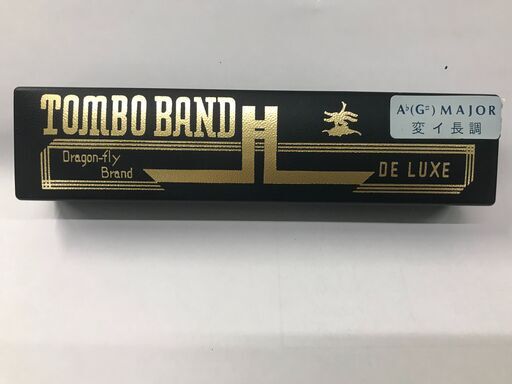 TOMBO BAND
Dragon-fly
Brand
DE LUXE
A♭(G♯) MAJOR
変イ長調